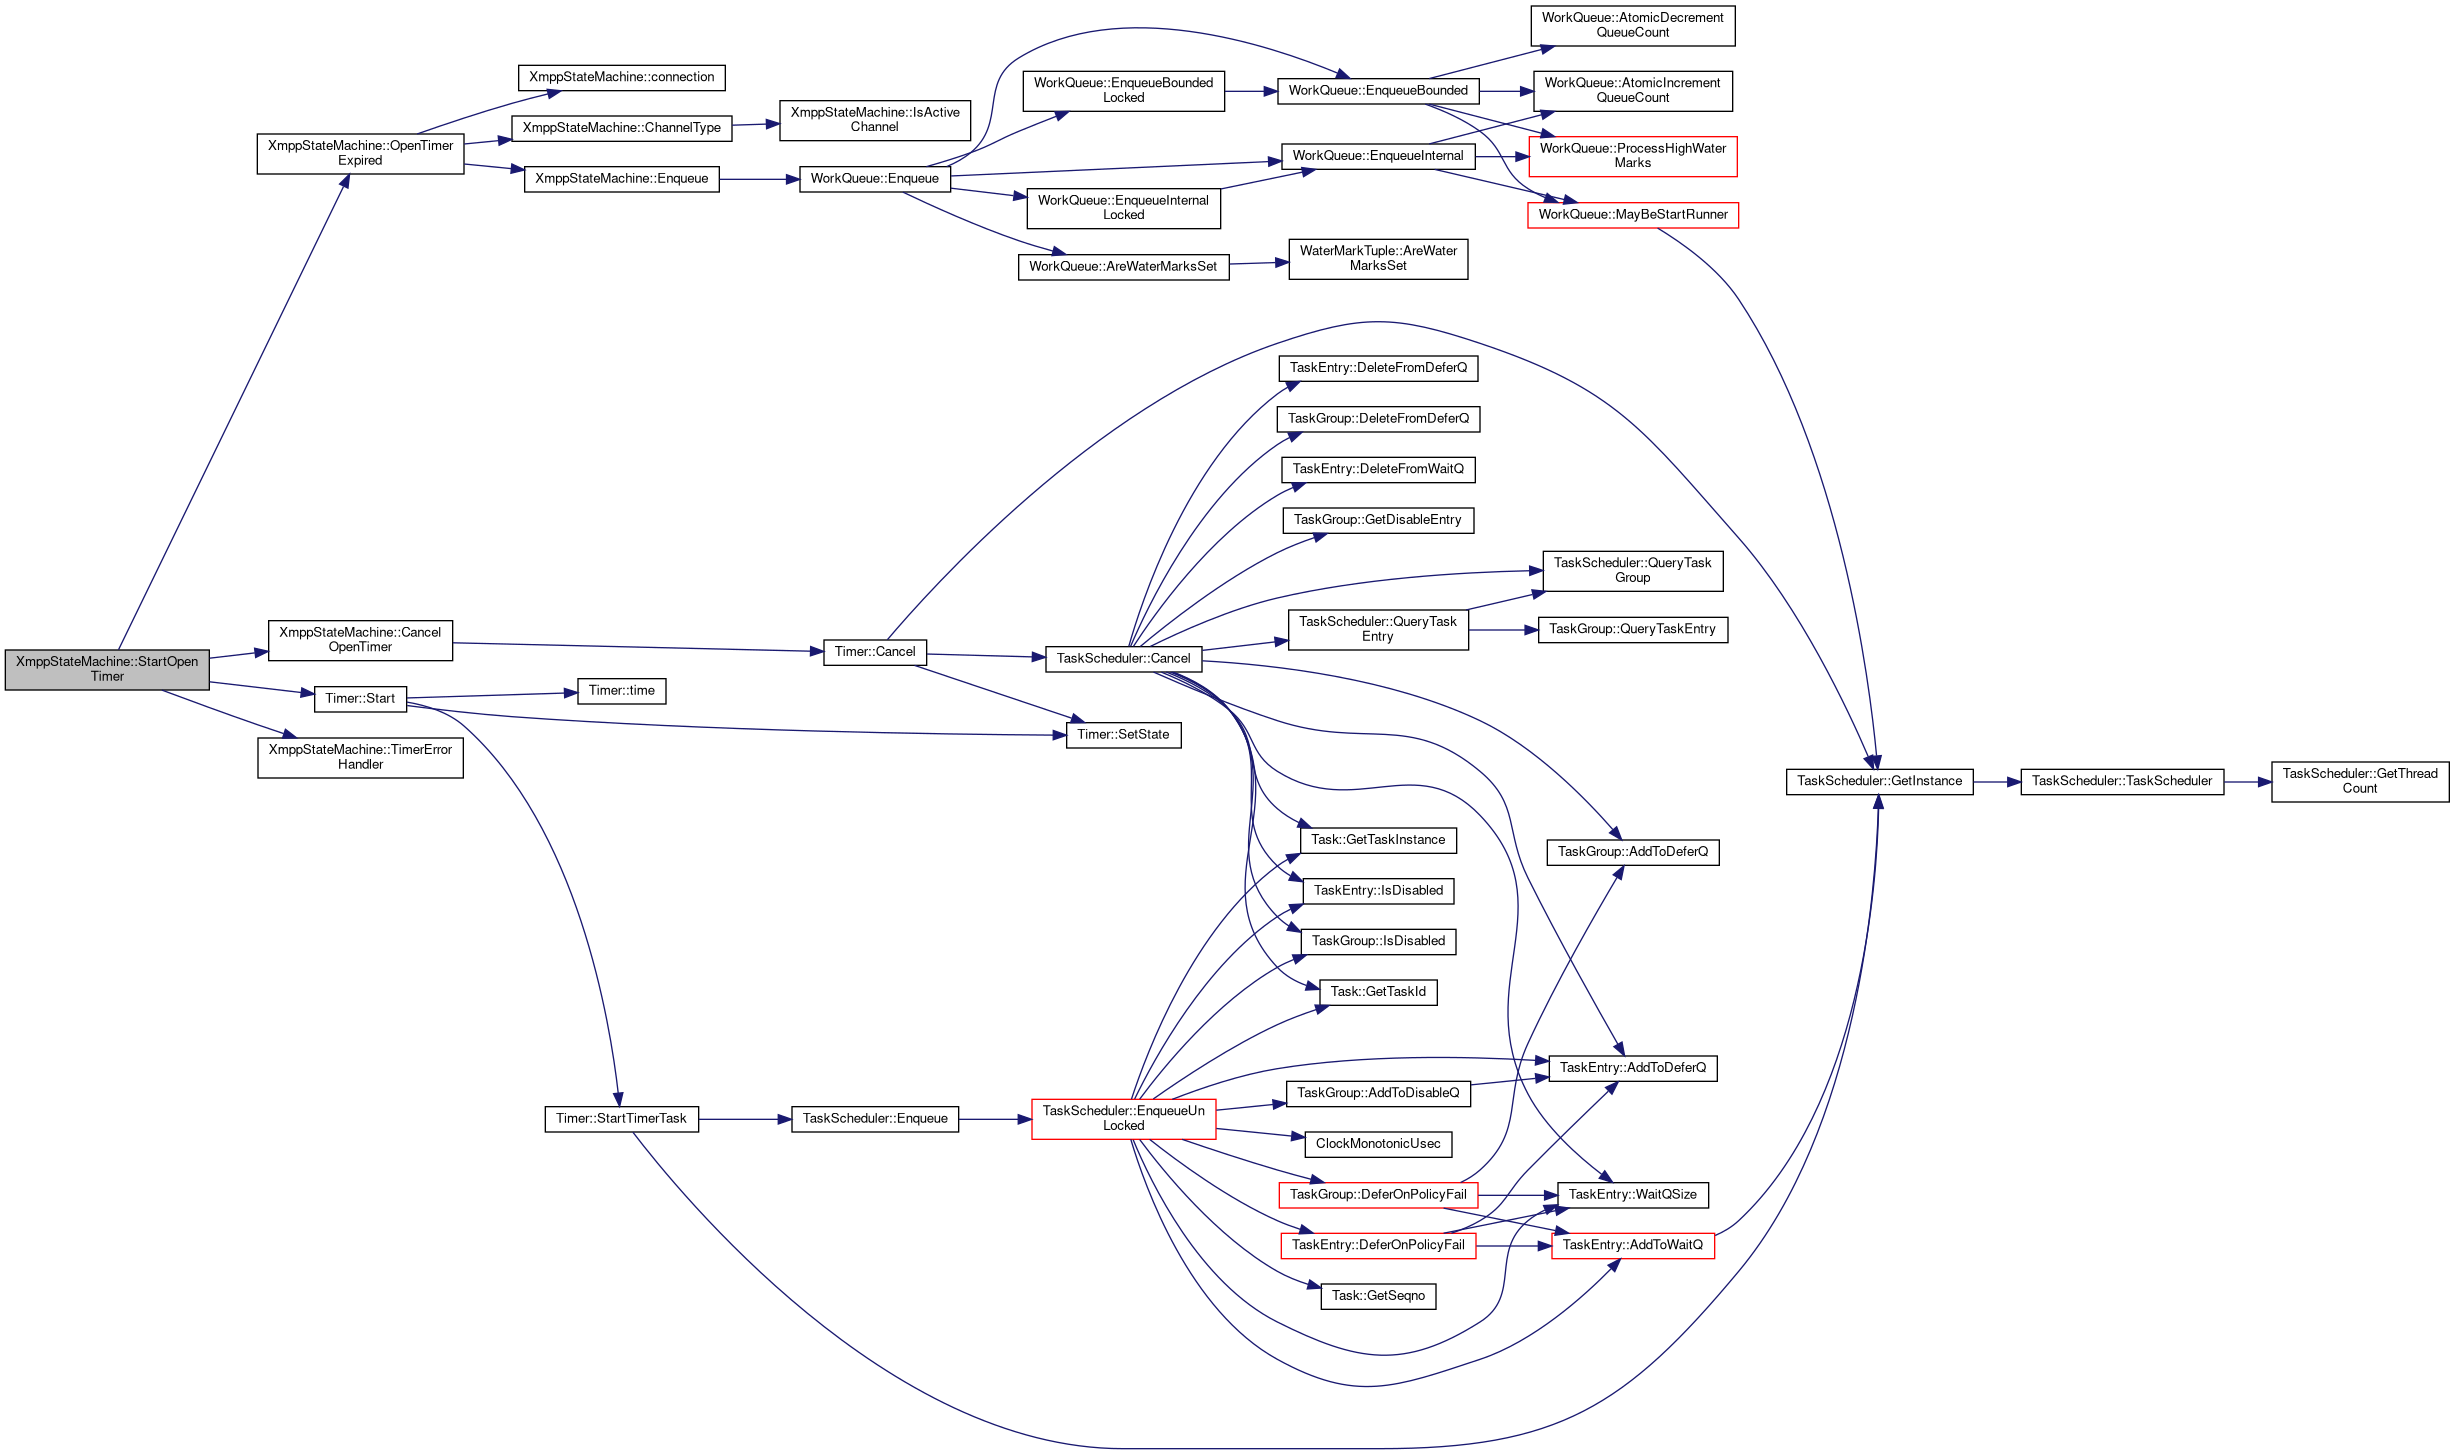 XmppStateMachine::StartOpen
Timer
XmppStateMachine::OpenTimer
Expired
XmppStateMachine::connection
XmppStateMachine::ChannelType
XmppStateMachine::IsActive
Channel
XmppStateMachine::Enqueue
WorkQueue::Enqueue
WorkQueue::EnqueueBounded
Locked
WorkQueue::EnqueueBounded
WorkQueue::AtomicDecrement
QueueCount
WorkQueue::AtomicIncrement
QueueCount
WorkQueue::ProcessHighWater
Marks
WorkQueue::MayBeStartRunner
WorkQueue::EnqueueInternal
WorkQueue::EnqueueInternal
Locked
WorkQueue::AreWaterMarksSet
WaterMarkTuple::AreWater
MarksSet
XmppStateMachine::Cancel
OpenTimer
Timer::Cancel
TaskScheduler::Cancel
Timer::SetState
TaskEntry::DeleteFromDeferQ
TaskGroup::DeleteFromDeferQ
TaskEntry::DeleteFromWaitQ
TaskGroup::GetDisableEntry
TaskScheduler::QueryTask
Group
TaskScheduler::QueryTask
Entry
TaskGroup::QueryTaskEntry
Timer::Start
Timer::time
XmppStateMachine::TimerError
Handler
TaskScheduler::GetInstance
TaskScheduler::TaskScheduler
TaskScheduler::GetThread
Count
Task::GetTaskInstance
TaskGroup::AddToDeferQ
TaskEntry::IsDisabled
TaskGroup::IsDisabled
Task::GetTaskId
TaskEntry::AddToDeferQ
Timer::StartTimerTask
TaskScheduler::Enqueue
TaskScheduler::EnqueueUn
Locked
TaskGroup::AddToDisableQ
ClockMonotonicUsec
TaskGroup::DeferOnPolicyFail
TaskEntry::WaitQSize
TaskEntry::DeferOnPolicyFail
TaskEntry::AddToWaitQ
Task::GetSeqno